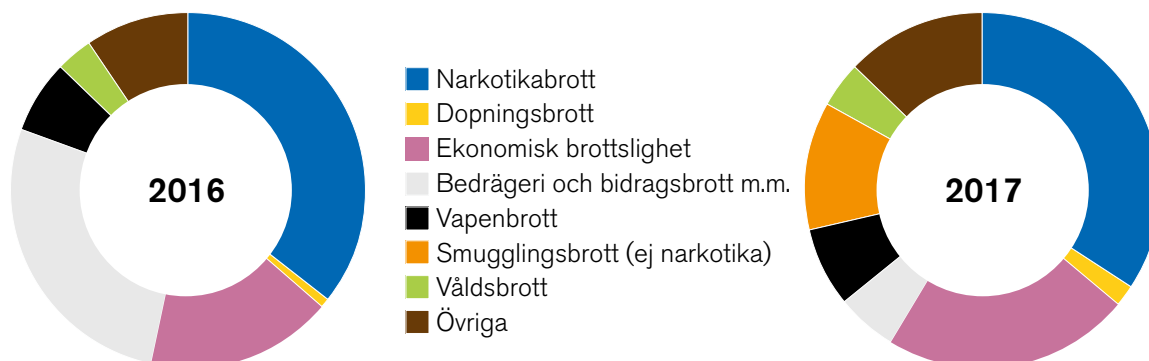 2016
Narkotikabrott
Dopningsbrott
Ekonomisk brottslighet
Bedrägeri och bidragsbrott m.m.
Vapenbrott
Smugglingsbrott (ej narkotika)
Våldsbrott
Övriga
2017